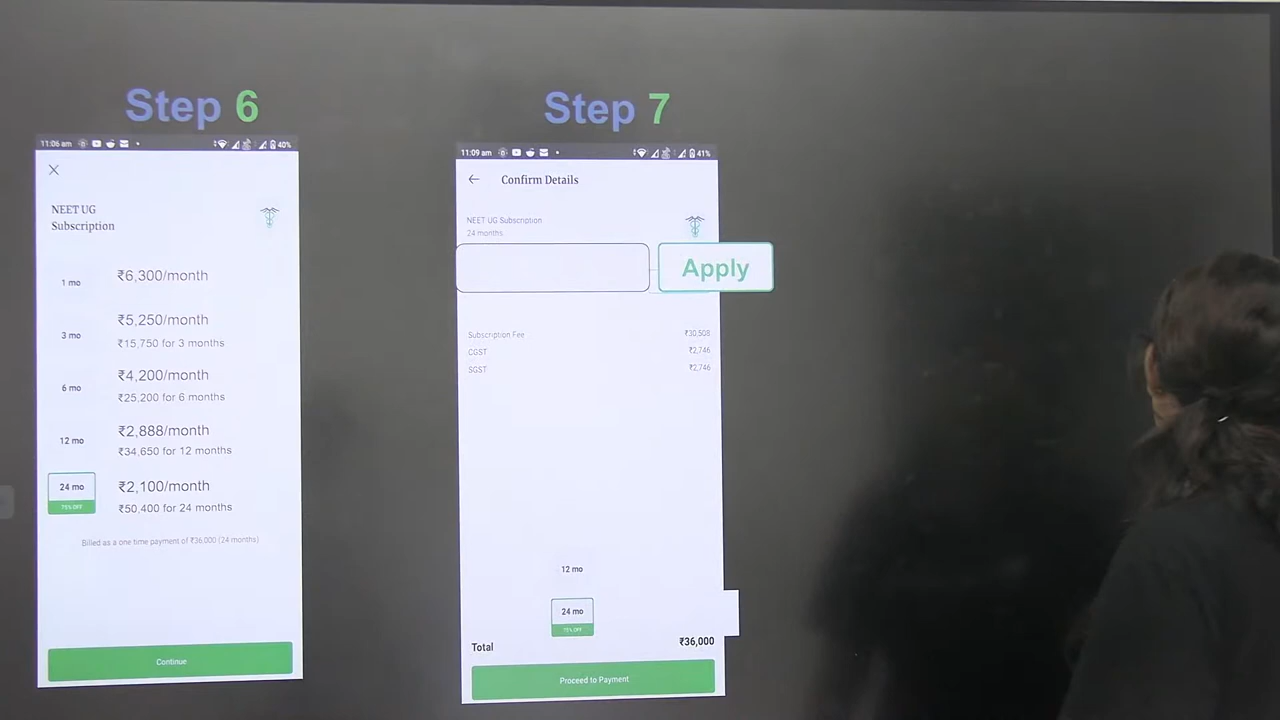 Step 6
11:06 am
40%
NEET UG
Subscription
1 mo
₹6,300/month
3 mo
₹5,250/month
₹15,750 for 3 months
6 mo
₹4,200/month
₹25,200 for 6 months
12 mo
₹2,888/month
₹34,650 for 12 months
24 mo
75% OFF
₹2,100/month
₹50,400 for 24 months
Billed as a one time payment of ₹36,000 (24 months)
Continue
Step 7
11:09 am
41%
Confirm Details
NEET UG Subscription
24 months
Apply
Subscription Fee ₹30,508
CGST ₹2,746
SGST ₹2,746
12 mo
24 mo
75% OFF
Total ₹36,000
Proceed to Payment